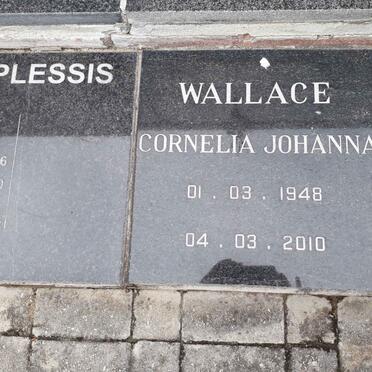 PLESSIS
WALLACE
CORNELIA JOHANNA
01 . 03 . 1948
04 . 03 . 2010